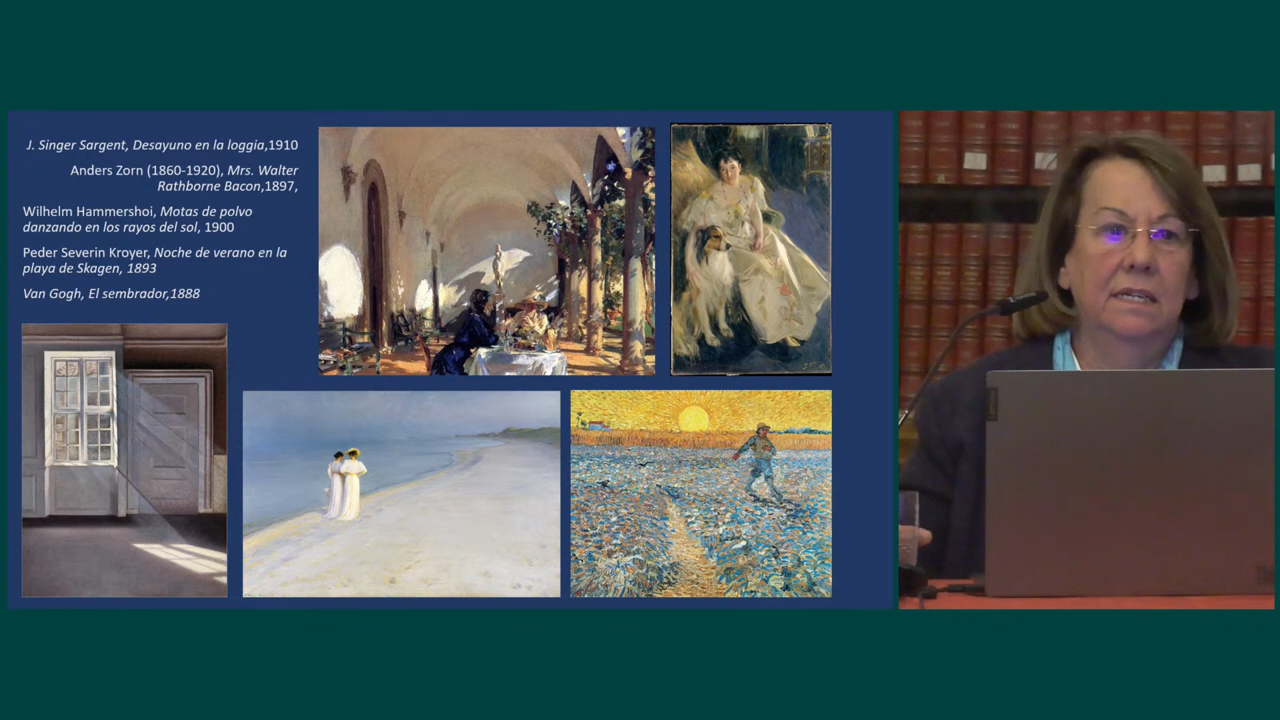 J. Singer Sargent, Desayuno en la loggia,1910
Anders Zorn (1860-1920), Mrs. Walter
Rathborne Bacon,1897,
Wilhelm Hammershoi, Motas de polvo
danzando en los rayos del sol, 1900
Peder Severin Kroyer, Noche de verano en la
playa de Skagen, 1893
Van Gogh, El sembrador,1888